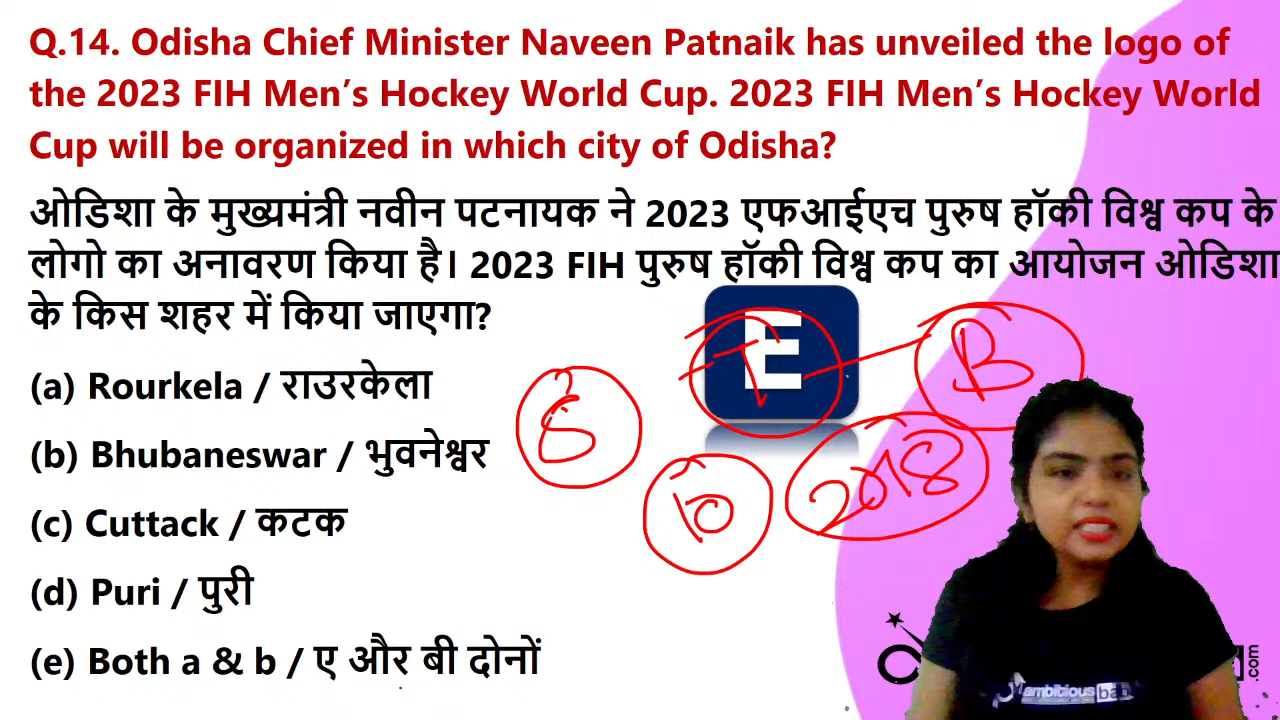 Q.14. Odisha Chief Minister Naveen Patnaik has unveiled the logo of
the 2023 FIH Men’s Hockey World Cup. 2023 FIH Men’s Hockey World
Cup will be organized in which city of Odisha?
ओडिशा के मुख्यमंत्री नवीन पटनायक ने 2023 एफआईएच पुरुष हॉकी विश्व कप के
लोगो का अनावरण किया है। 2023 FIH पुरुष हॉकी विश्व कप का आयोजन ओडिशा
के किस शहर में किया जाएगा?
E
B
(a) Rourkela / राउरकेला
(b) Bhubaneswar / भुवनेश्वर
2018
10
(c) Cuttack / कटक
(d) Puri / पुरी
(e) Both a & b / ए और बी दोनों
.com
ambitious